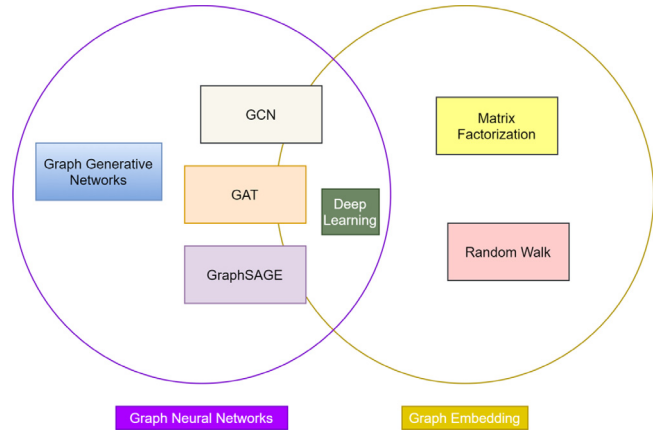 GCN
Matrix
Factorization
Graph Generative
Networks
GAT
Deep
Learning
GraphSAGE
Random Walk
Graph Neural Networks
Graph Embedding